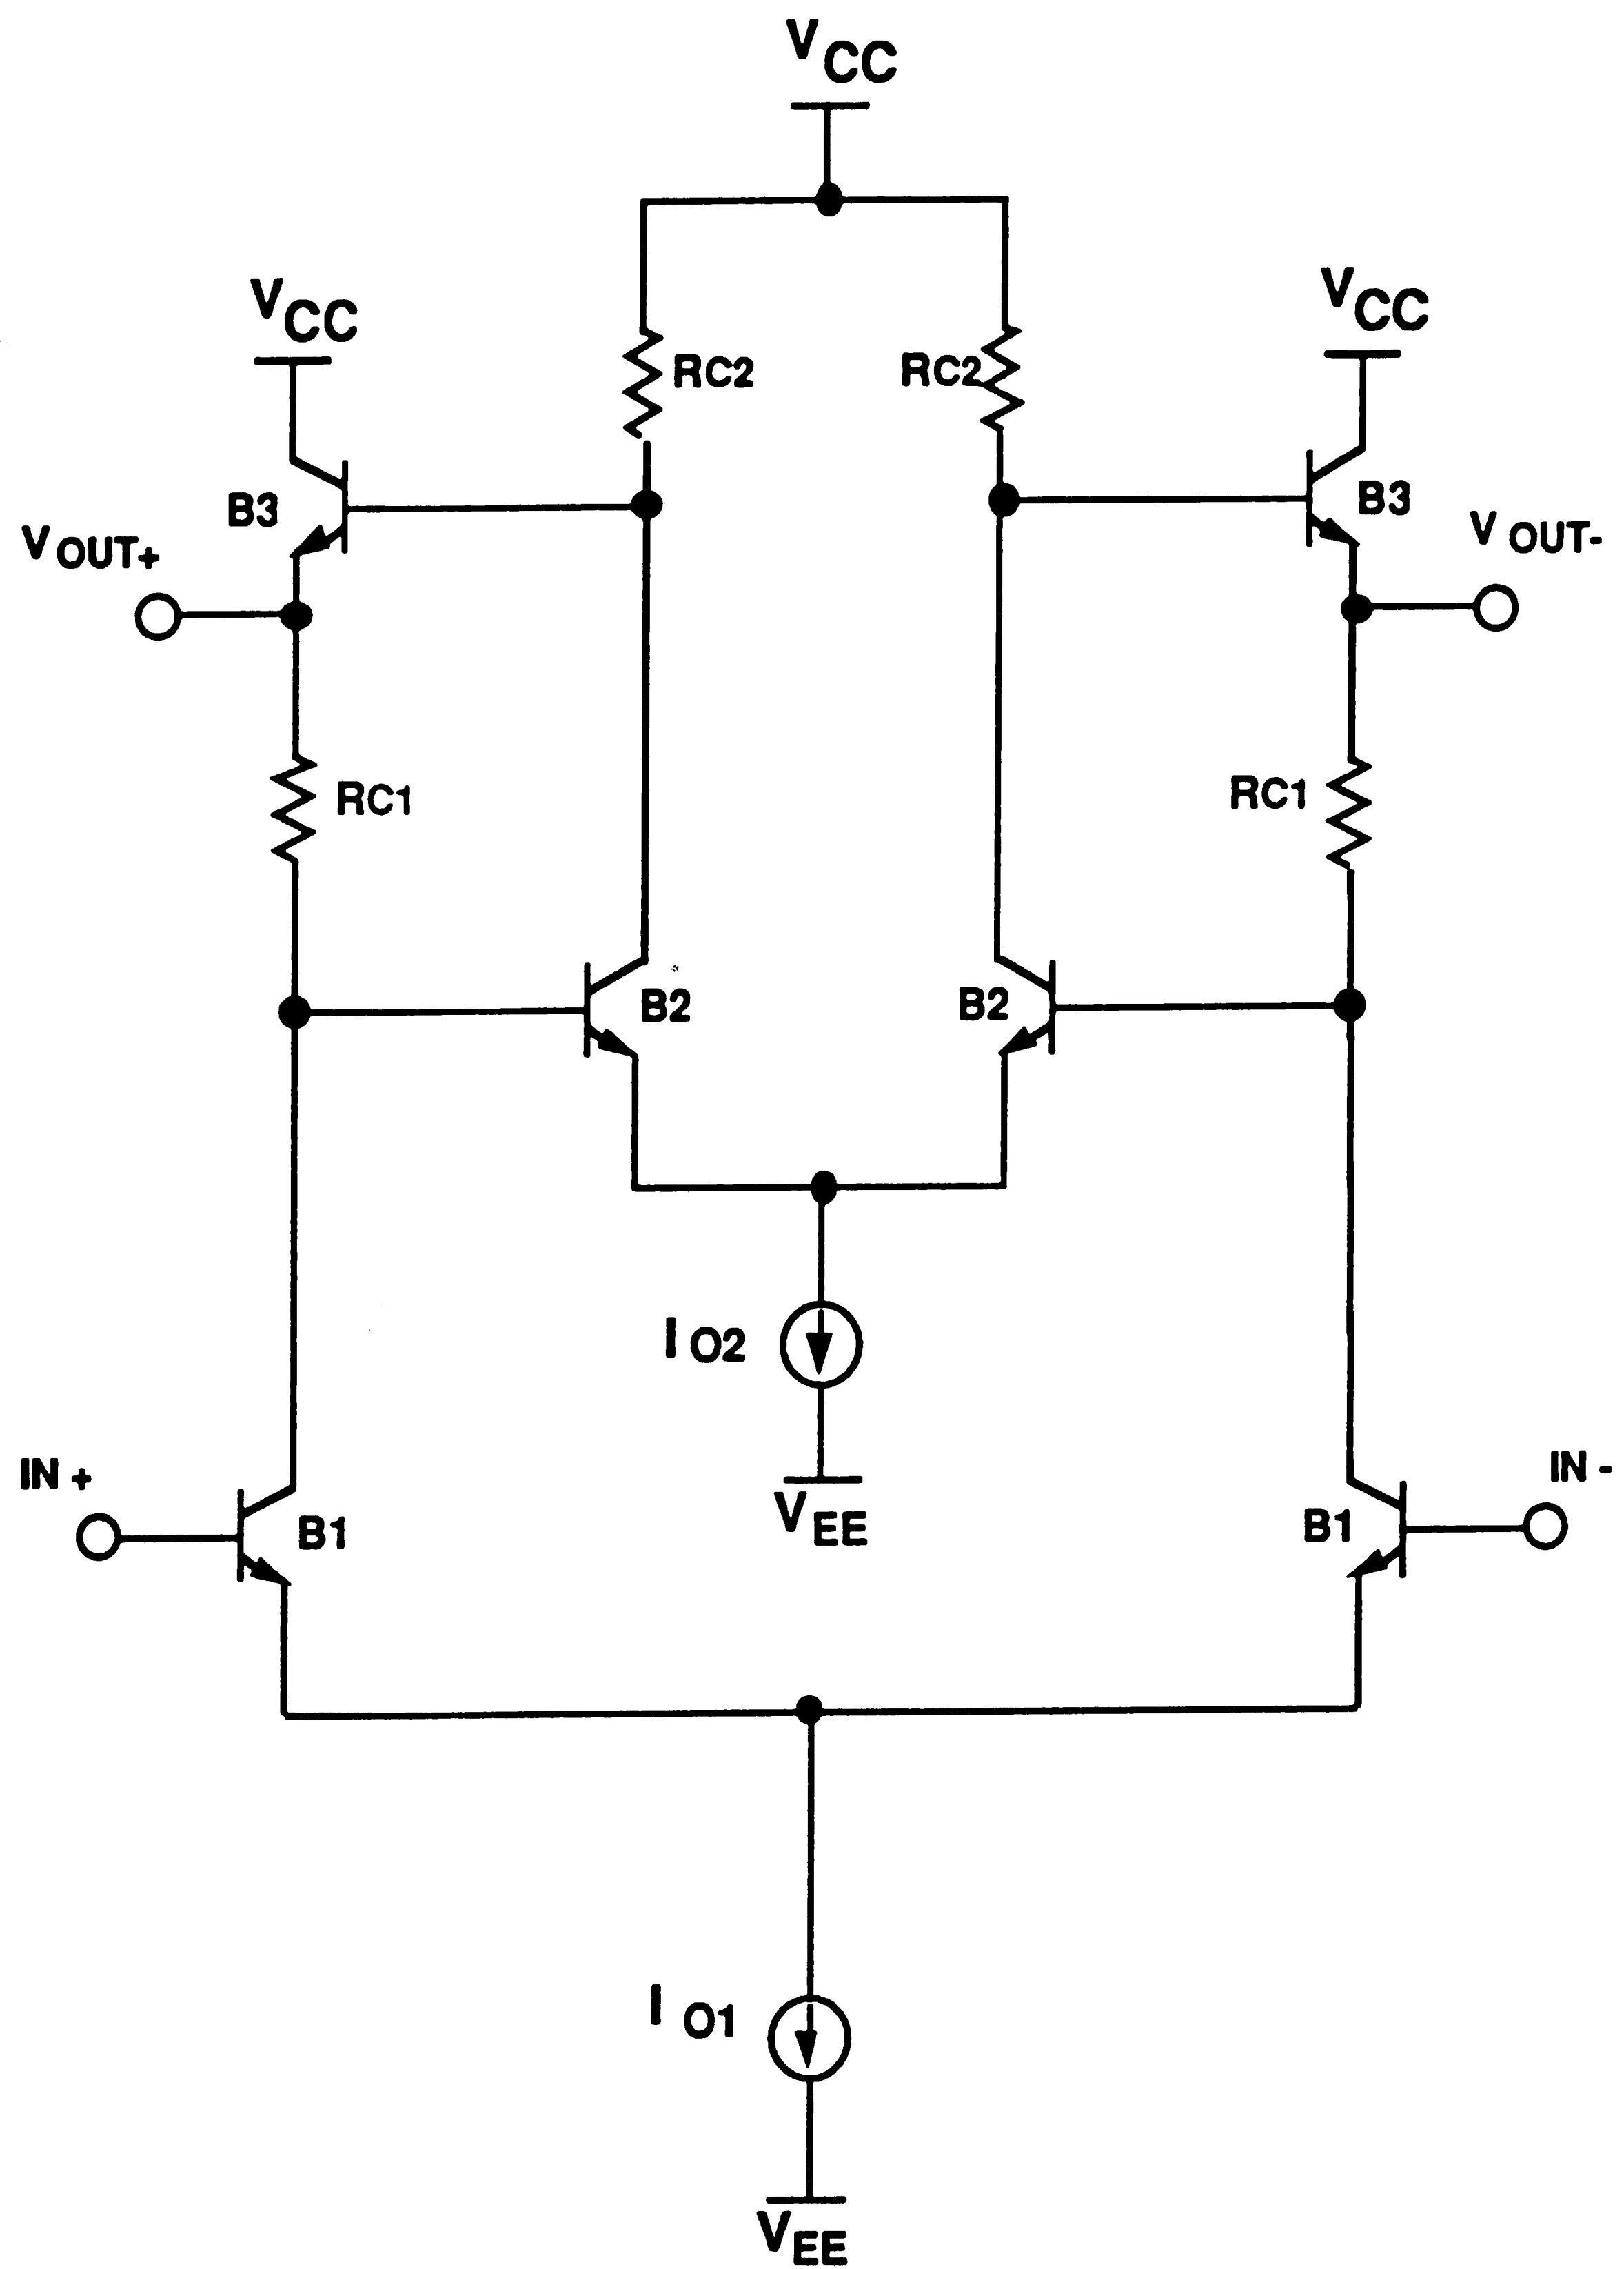 VCC
VCC
VCC
RC2
RC2
B3
B3
VOUT+
VOUT-
RC1
RC1
B2
B2
IO2
VEE
IN +
IN -
B1
B1
IO1
VEE